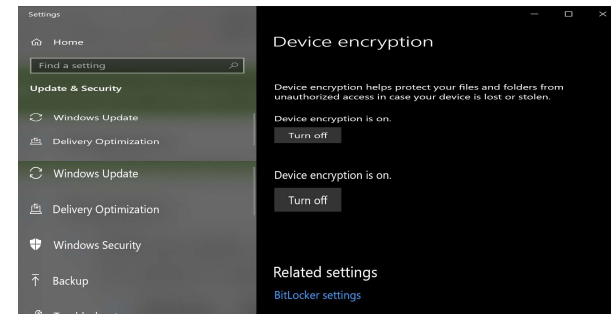 Settings
Home
Find a setting
Update & Security
Windows Update
Delivery Optimization
Windows Update
Delivery Optimization
Windows Security
Backup
Device encryption
Device encryption helps protect your files and folders from
unauthorized access in case your device is lost or stolen.
Device encryption is on.
Turn off
Device encryption is on.
Turn off
Related settings
BitLocker settings